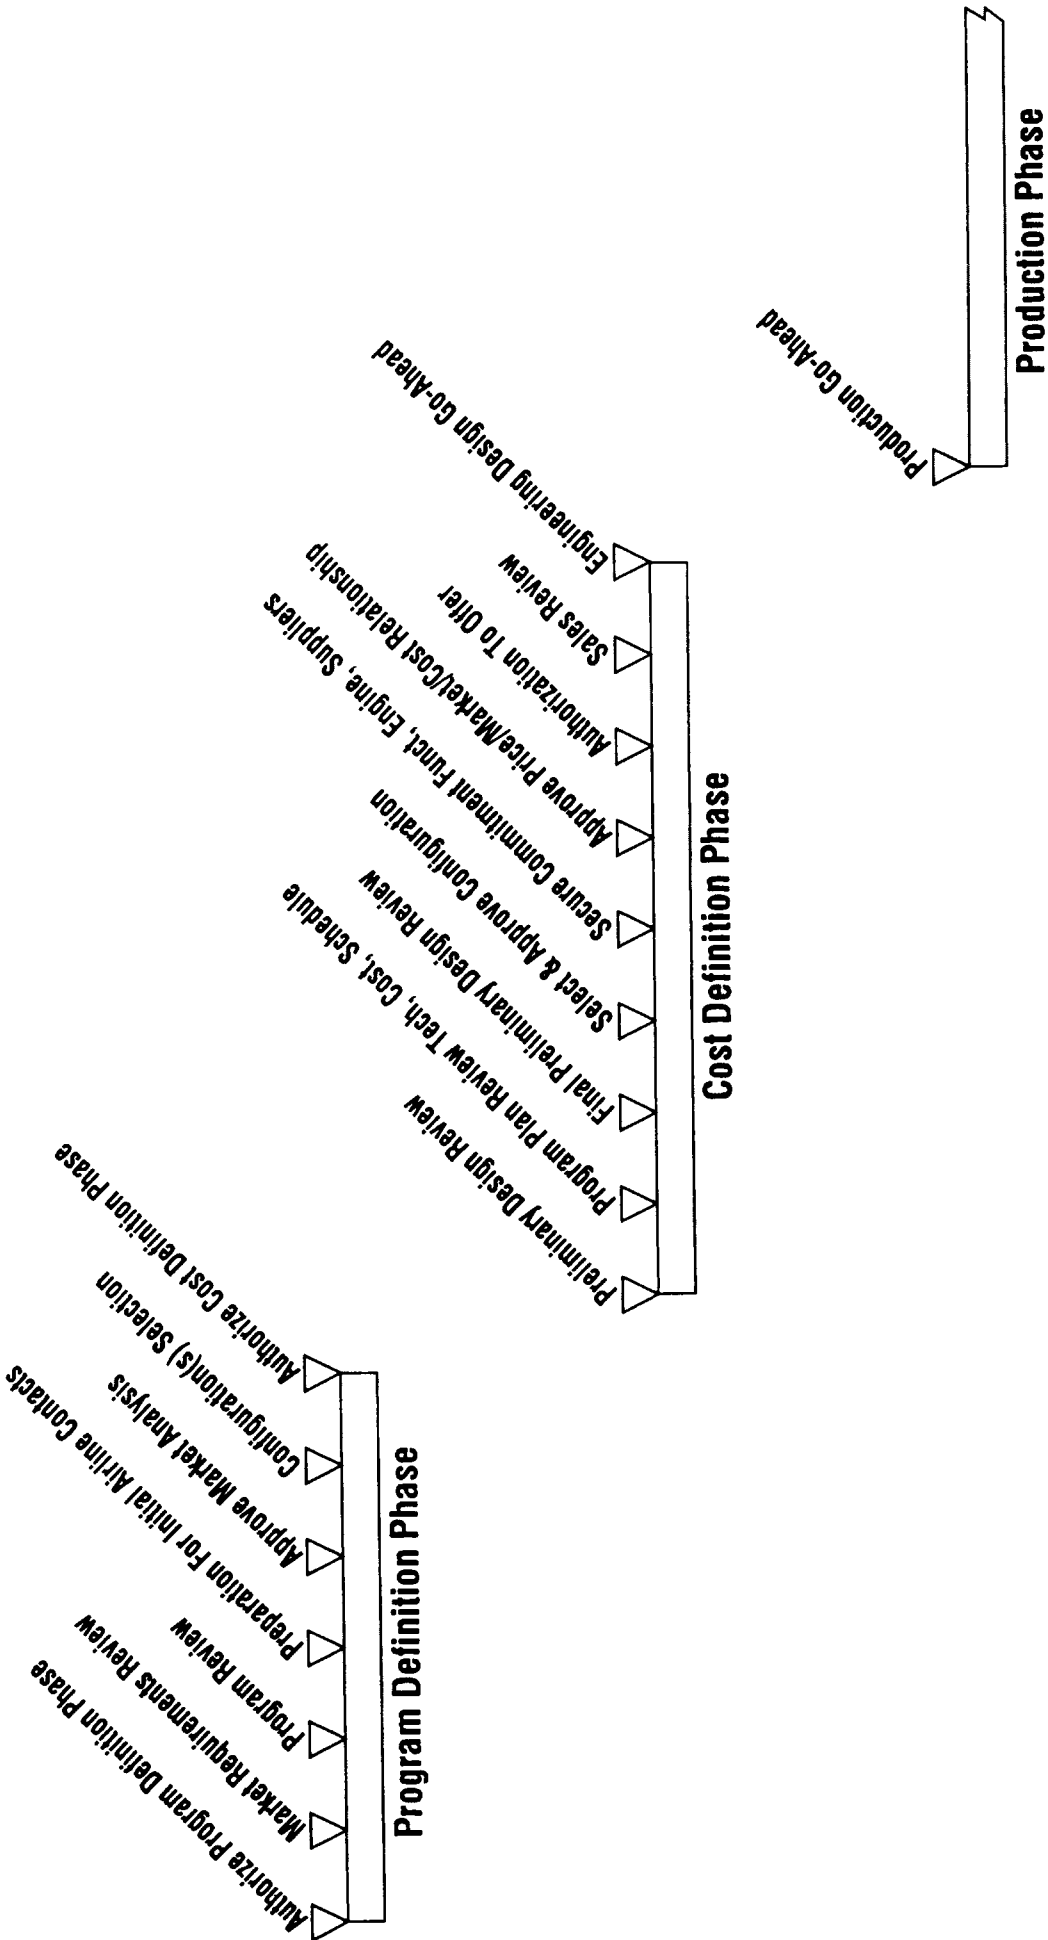 Authorize Program Definition Phase
Market Requirements Review
Program Review
Preparation For Initial Airline Contacts
Approve Market Analysis
Configuration(s) Selection
Authorize Cost Definition Phase
Program Definition Phase
Preliminary Design Review
Program Plan Review Tech, Cost, Schedule
Final Preliminary Design Review
Select & Approve Configuration
Secure Commitment Funct, Engine, Suppliers
Approve Price/Market/Cost Relationship
Authorization To Offer
Sales Review
Engineering Design Go-Ahead
Cost Definition Phase
Production Go-Ahead
Production Phase